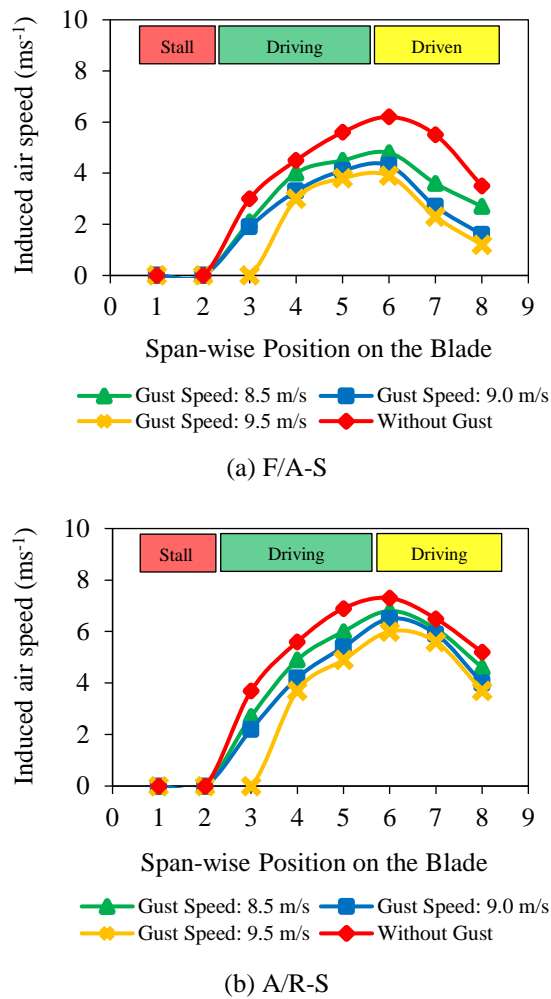 10
8
6
4
2
0
Induced air speed (ms⁻¹)
Stall Driving Driven
0 1 2 3 4 5 6 7 8 9
Span-wise Position on the Blade
Gust Speed: 8.5 m/s Gust Speed: 9.0 m/s
Gust Speed: 9.5 m/s Without Gust
(a) F/A-S
10
8
6
4
2
0
Induced air speed (ms⁻¹)
Stall Driving Driving
0 1 2 3 4 5 6 7 8 9
Span-wise Position on the Blade
Gust Speed: 8.5 m/s Gust Speed: 9.0 m/s
Gust Speed: 9.5 m/s Without Gust
(b) A/R-S